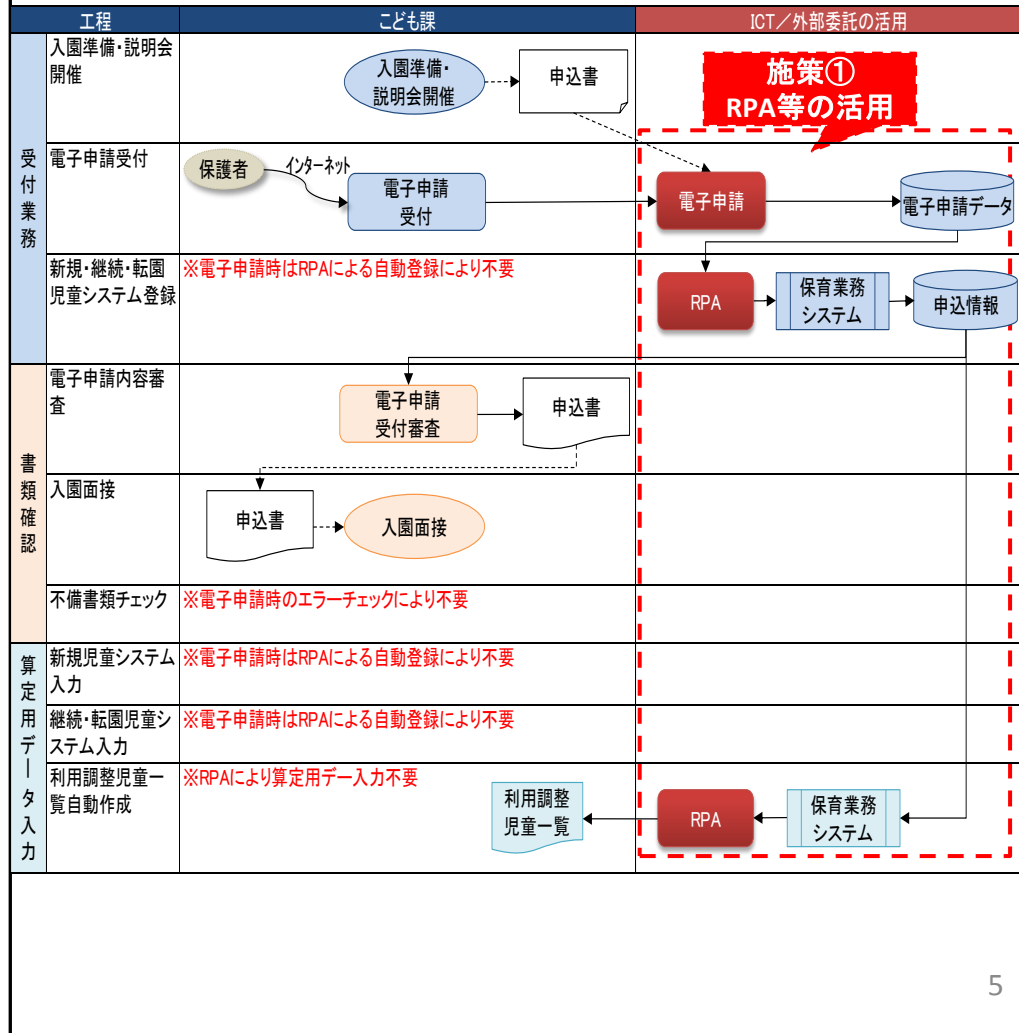 工程
こども課
ICT／外部委託の活用
受付業務
入園準備・説明会
開催
入園準備・
説明会開催
申込書
施策①
RPA等の活用
電子申請受付
保護者
インターネット
電子申請
受付
電子申請
電子申請データ
新規・継続・転園
児童システム登録
※電子申請時はRPAによる自動登録により不要
RPA
保育業務
システム
申込情報
書類確認
電子申請内容審
査
電子申請
受付審査
申込書
入園面接
申込書
入園面接
不備書類チェック
※電子申請時のエラーチェックにより不要
算定用データ入力
新規児童システム
入力
※電子申請時はRPAによる自動登録により不要
継続・転園児童シ
ステム入力
※電子申請時はRPAによる自動登録により不要
利用調整児童一
覧自動作成
※RPAにより算定用デー入力不要
利用調整
児童一覧
RPA
保育業務
システム
5